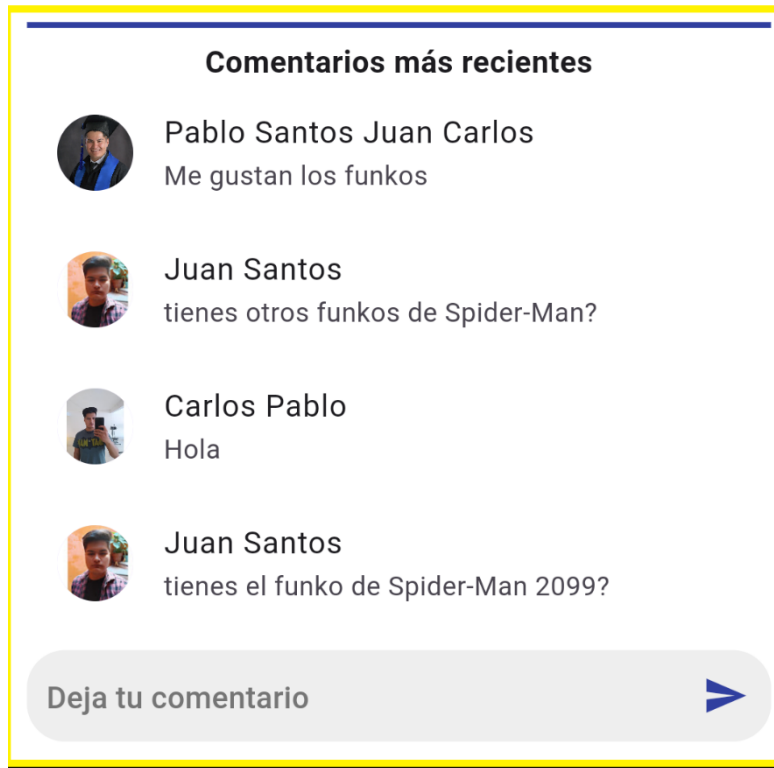 Comentarios más recientes
Pablo Santos Juan Carlos
Me gustan los funkos
Juan Santos
tienes otros funkos de Spider-Man?
Carlos Pablo
Hola
Juan Santos
tienes el funko de Spider-Man 2099?
Deja tu comentario